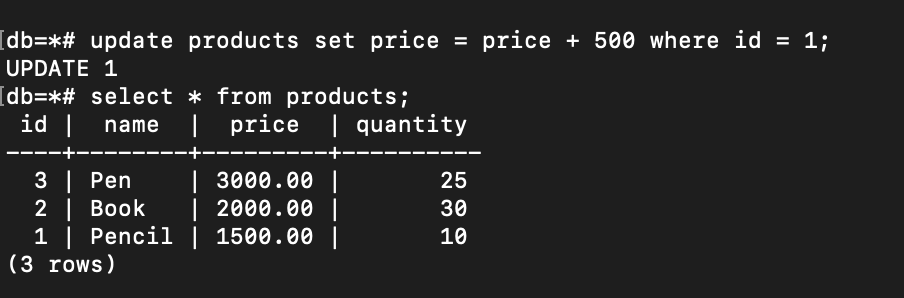 [db=*# update products set price = price + 500 where id = 1;
UPDATE 1
[db=*# select * from products;
 id |  name  |  price  | quantity
----+--------+---------+----------
  3 | Pen    | 3000.00 |       25
  2 | Book   | 2000.00 |       30
  1 | Pencil | 1500.00 |       10
(3 rows)